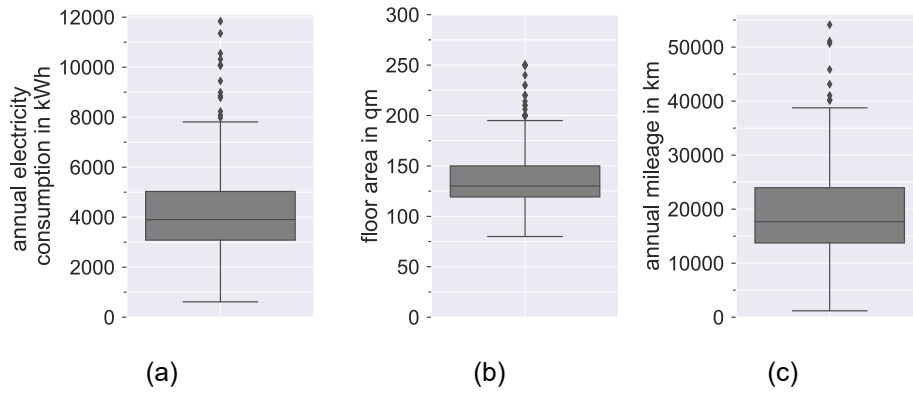 annual electricity
consumption in kWh
12000
10000
8000
6000
4000
2000
0
(a)
floor area in qm
300
250
200
150
100
50
0
(b)
annual mileage in km
50000
40000
30000
20000
10000
0
(c)